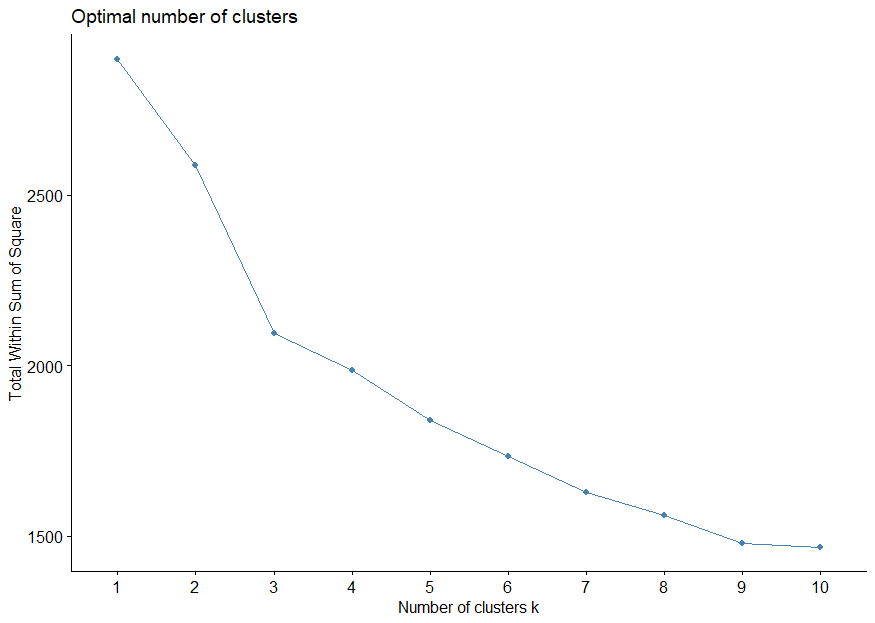 Optimal number of clusters
Total Within Sum of Square
2500
2000
1500
1 2 3 4 5 6 7 8 9 10
Number of clusters k